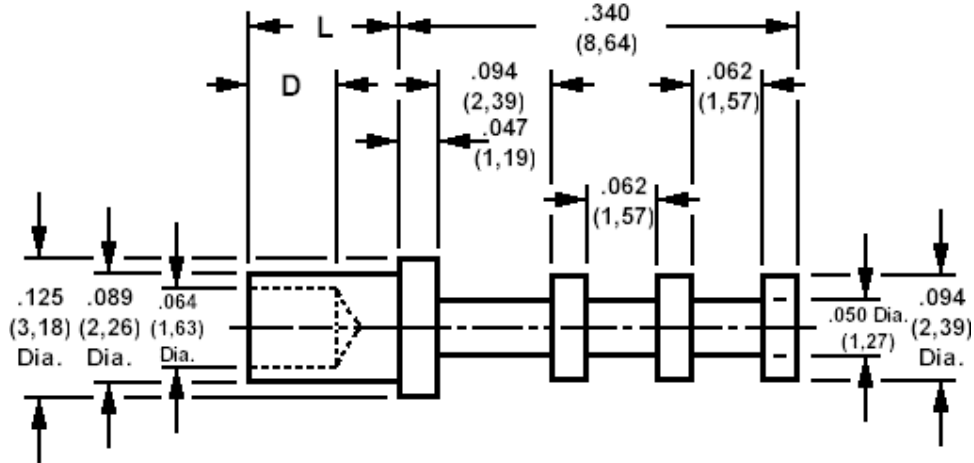 L
.340
(8,64)
D
.094
(2,39)
.062
(1,57)
.047
(1,19)
.062
(1,57)
.125
(3,18)
Dia.
.089
(2,26)
Dia.
.064
(1,63)
Dia.
.050 Dia.
(1,27)
.094
(2,39)
Dia.